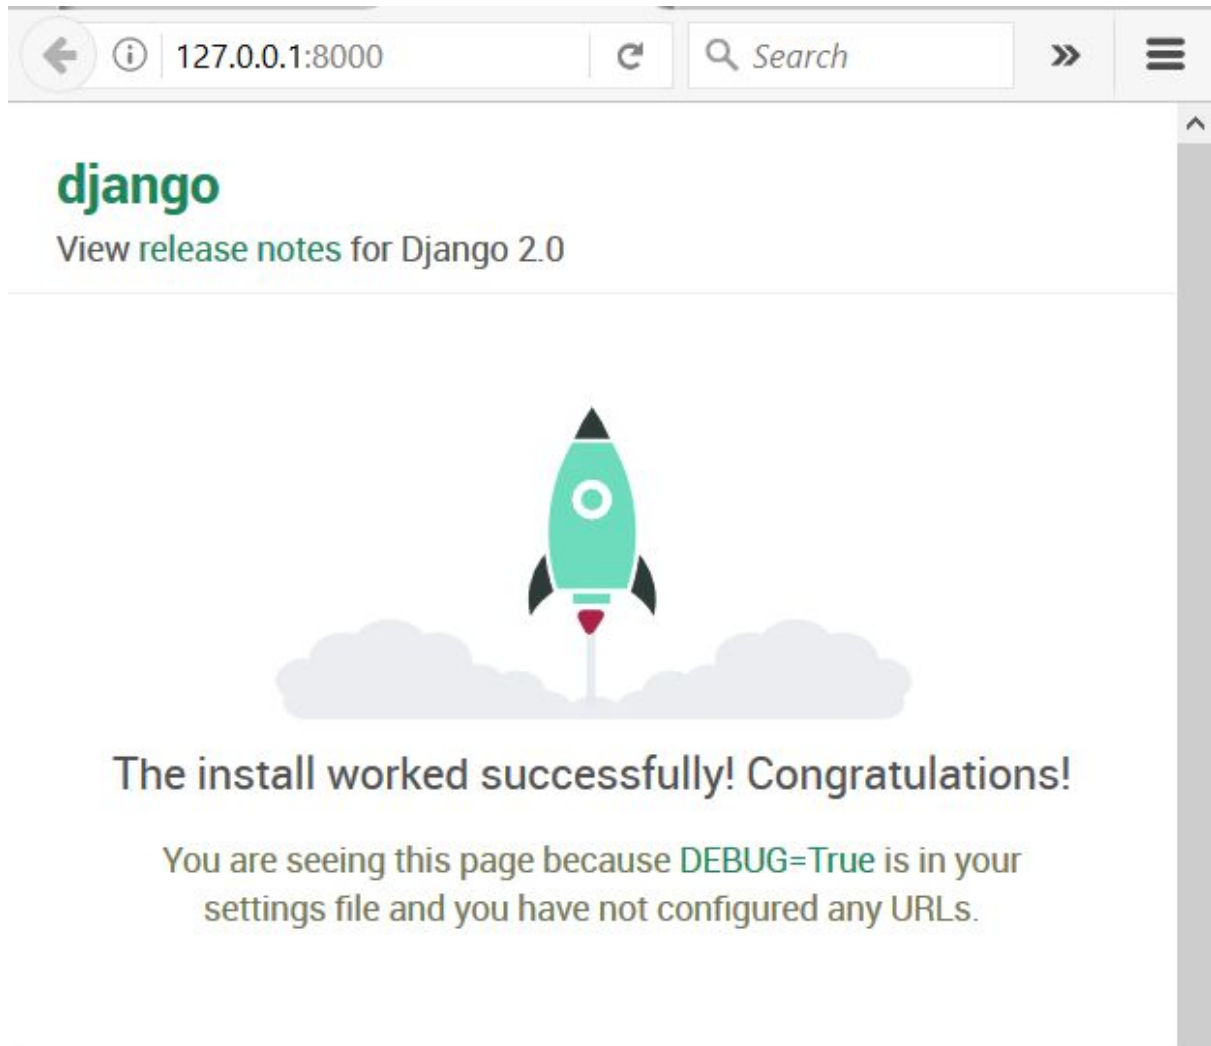 127.0.0.1:8000
Search
django
View release notes for Django 2.0
The install worked successfully! Congratulations!
You are seeing this page because DEBUG=True is in your
settings file and you have not configured any URLs.